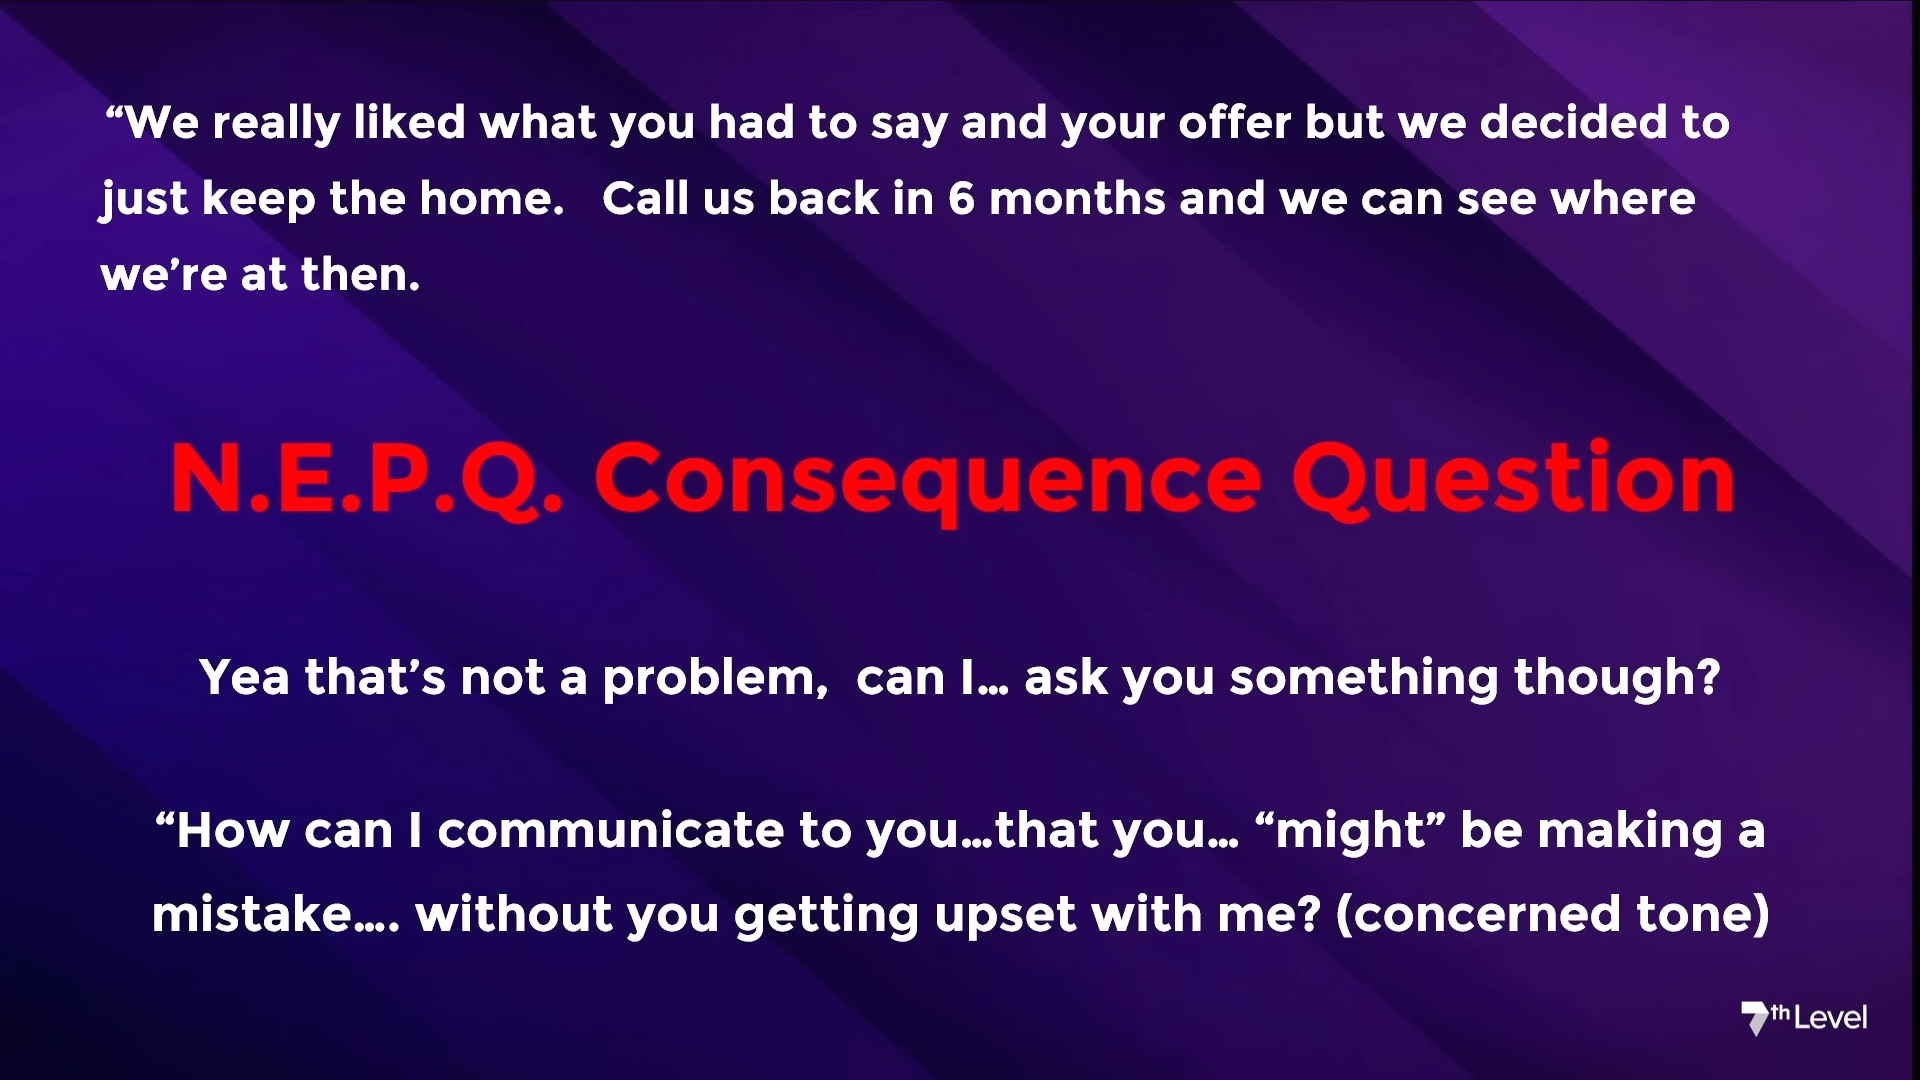 “We really liked what you had to say and your offer but we decided to
just keep the home.   Call us back in 6 months and we can see where
we’re at then.
N.E.P.Q. Consequence Question
Yea that’s not a problem,  can I... ask you something though?
“How can I communicate to you...that you... “might” be making a
mistake.... without you getting upset with me? (concerned tone)
7th Level